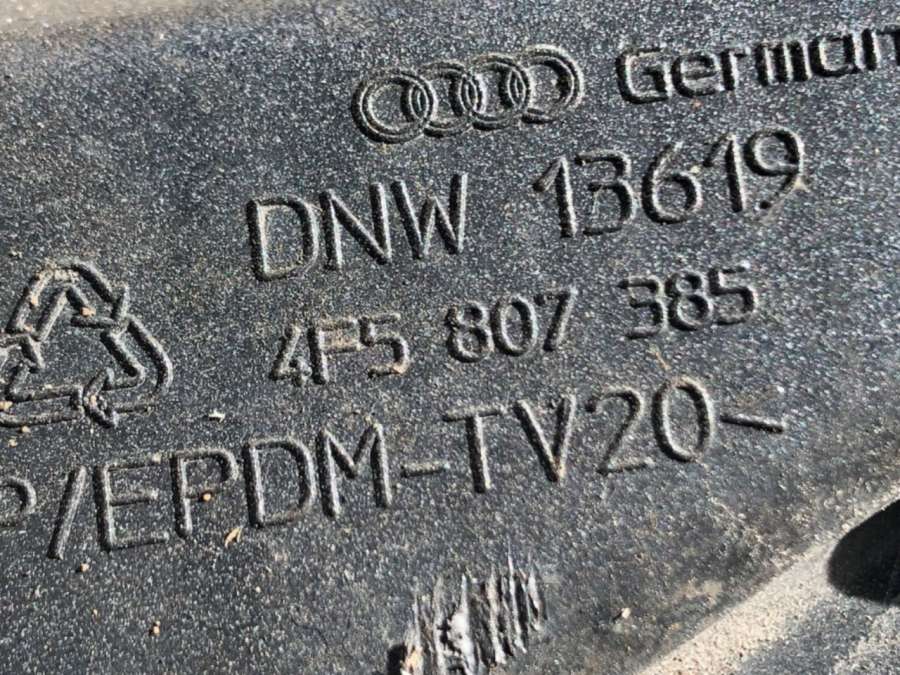 German
DNW 13619
4F5 807 385
P/EPDM-TV20